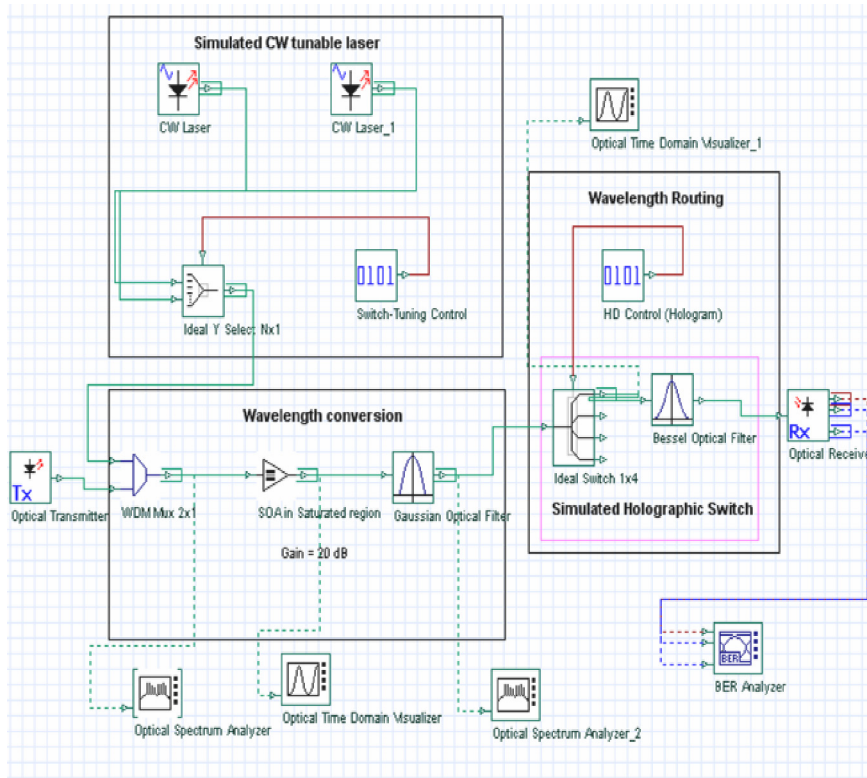 Simulated CW tunable laser
CW Laser
CW Laser_1
Optical Time Domain Visualizer_1
Wavelength Routing
0101
Switch-Tuning Control
0101
HD Control (Hologram)
Ideal Y Select Nx1
Wavelength conversion
Bessel Optical Filter
Rx
Optical Receive
Ideal Switch 1x4
Simulated Holographic Switch
Tx
Optical Transmitter
WDM Mux 2x1
SOA in Saturated region
Gaussian Optical Filter
Gain = 20 dB
BER
BER Analyzer
Optical Spectrum Analyzer
Optical Time Domain Visualizer
Optical Spectrum Analyzer_2